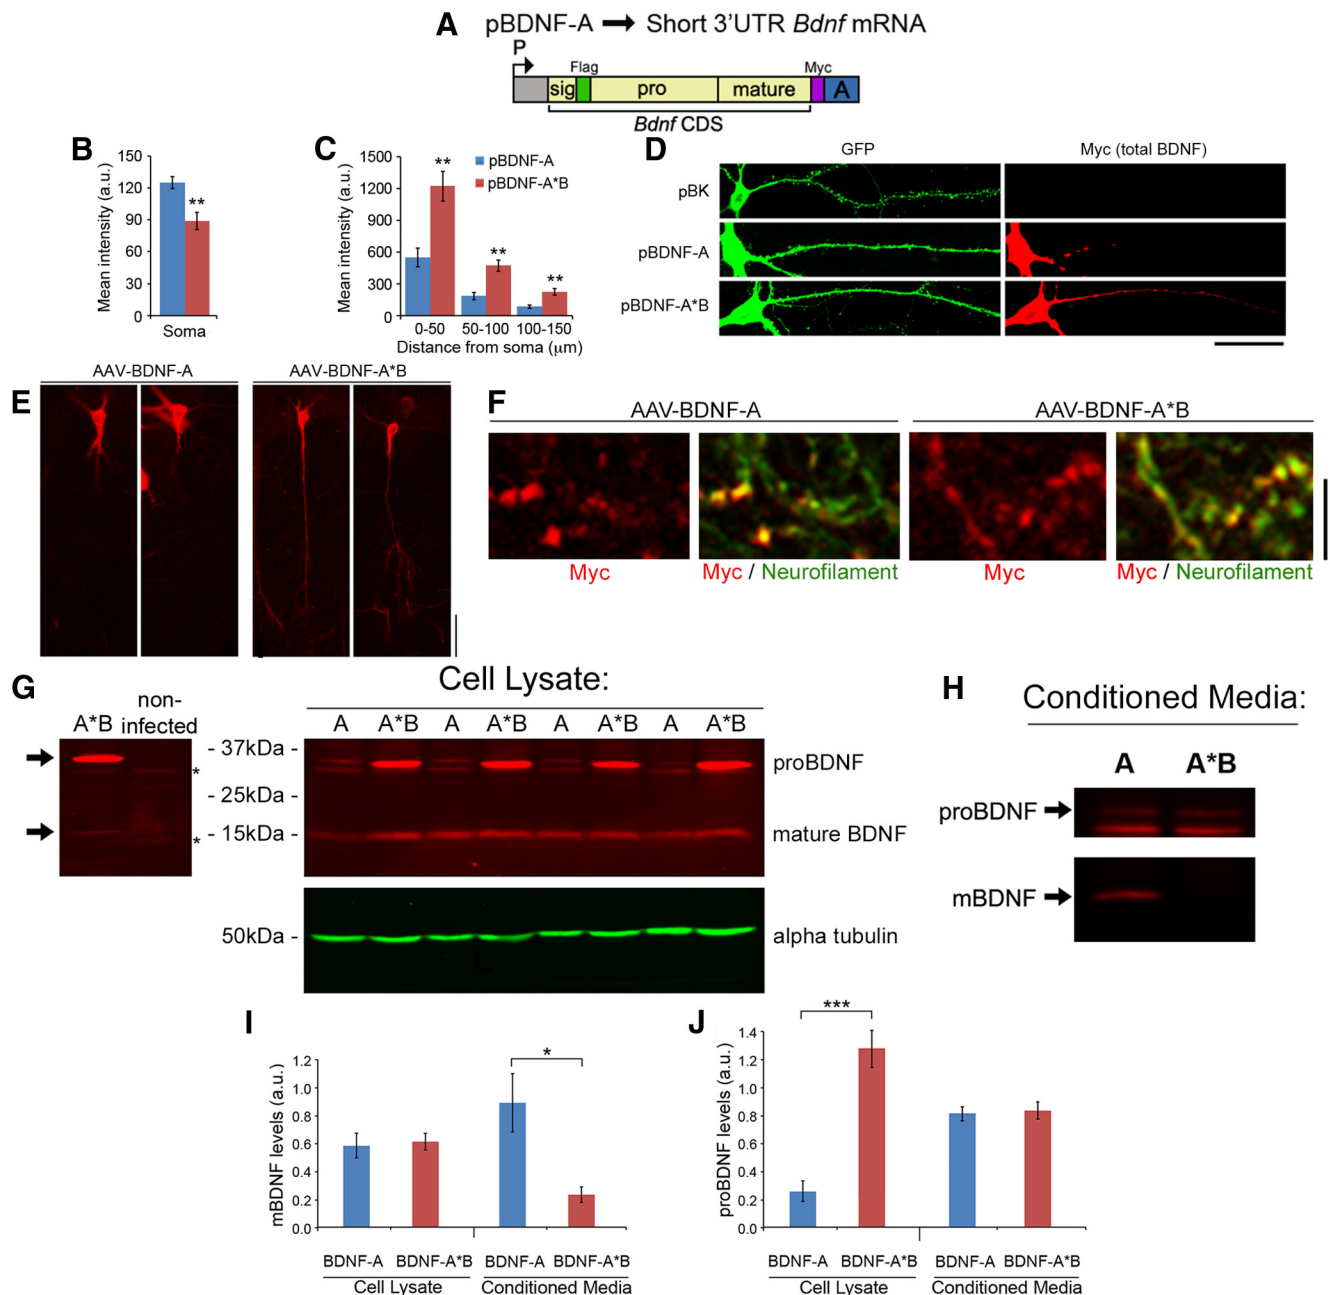 A
pBDNF-A → Short 3'UTR Bdnf mRNA
P
Flag
Myc
sig
pro
mature
A
Bdnf CDS
B
Mean intensity (a.u.)
150
120
90
60
30
0
**
Soma
C
Mean intensity (a.u.)
1500
1200
900
600
300
0
**
**
**
pBDNF-A
pBDNF-A*B
0-50 50-100 100-150
Distance from soma (μm)
D
GFP
Myc (total BDNF)
pBK
pBDNF-A
pBDNF-A*B
E
AAV-BDNF-A
AAV-BDNF-A*B
F
AAV-BDNF-A
AAV-BDNF-A*B
Myc
Myc / Neurofilament
Myc
Myc / Neurofilament
G
Cell Lysate:
A*B
non-
infected
A A*B A A*B A A*B A A*B
- 37kDa -
- 25kDa -
- 15kDa -
*
*
proBDNF
mature BDNF
50kDa -
alpha tubulin
H
Conditioned Media:
A A*B
proBDNF
mBDNF
I
mBDNF levels (a.u.)
1.2
1.0
0.8
0.6
0.4
0.2
0.0
*
BDNF-A BDNF-A*B BDNF-A BDNF-A*B
Cell Lysate Conditioned Media
J
proBDNF levels (a.u.)
1.4
1.2
1.0
0.8
0.6
0.4
0.2
0.0
***
BDNF-A BDNF-A*B BDNF-A BDNF-A*B
Cell Lysate Conditioned Media